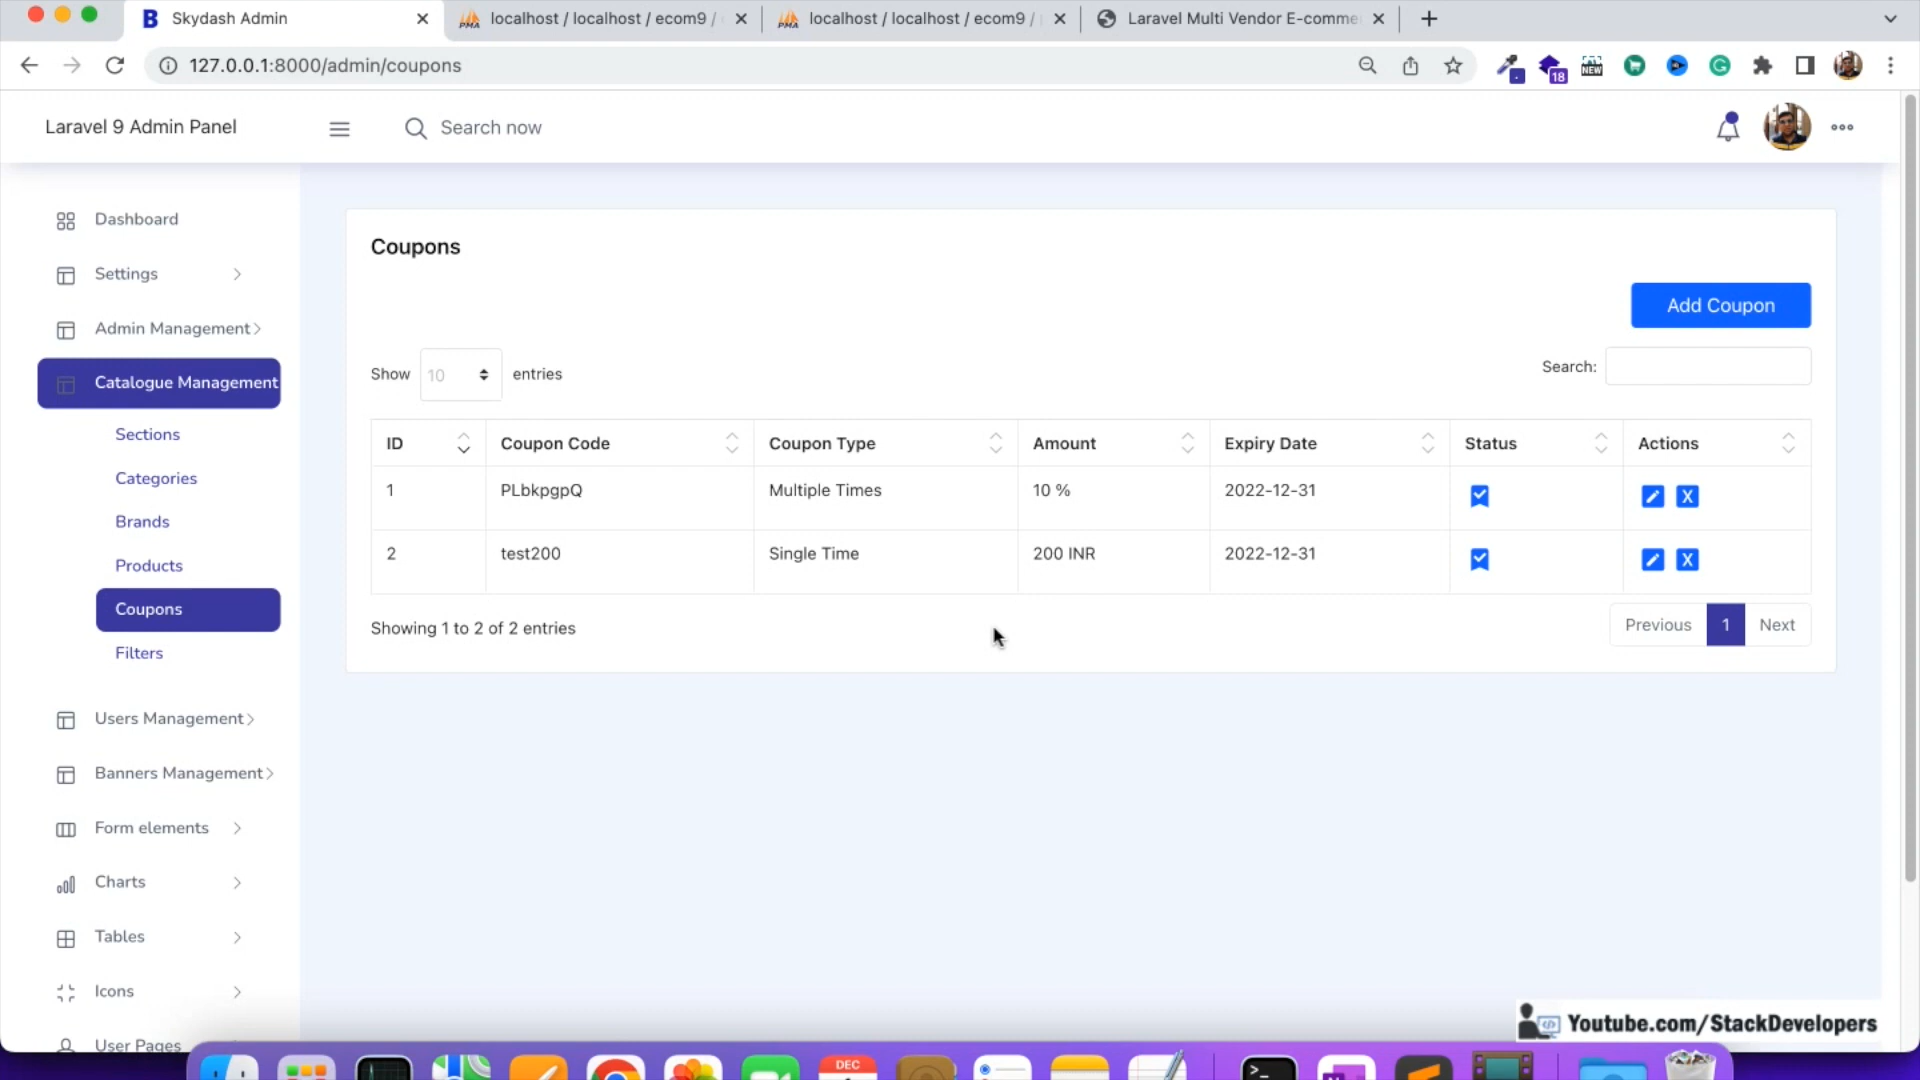 Skydash Admin
localhost / localhost / ecom9 /
localhost / localhost / ecom9 /
Laravel Multi Vendor E-comme
127.0.0.1:8000/admin/coupons
18
NEW
Laravel 9 Admin Panel
Search now
Dashboard
Settings
Admin Management
Catalogue Management
Sections
Categories
Brands
Products
Coupons
Filters
Users Management
Banners Management
Form elements
Charts
Tables
Icons
User Pages
Coupons
Add Coupon
Show 10 entries
Search:
ID Coupon Code Coupon Type Amount Expiry Date Status Actions
1 PLbkpgpQ Multiple Times 10 % 2022-12-31 X
2 test200 Single Time 200 INR 2022-12-31 X
Showing 1 to 2 of 2 entries
Previous 1 Next
Youtube.com/StackDevelopers
DEC